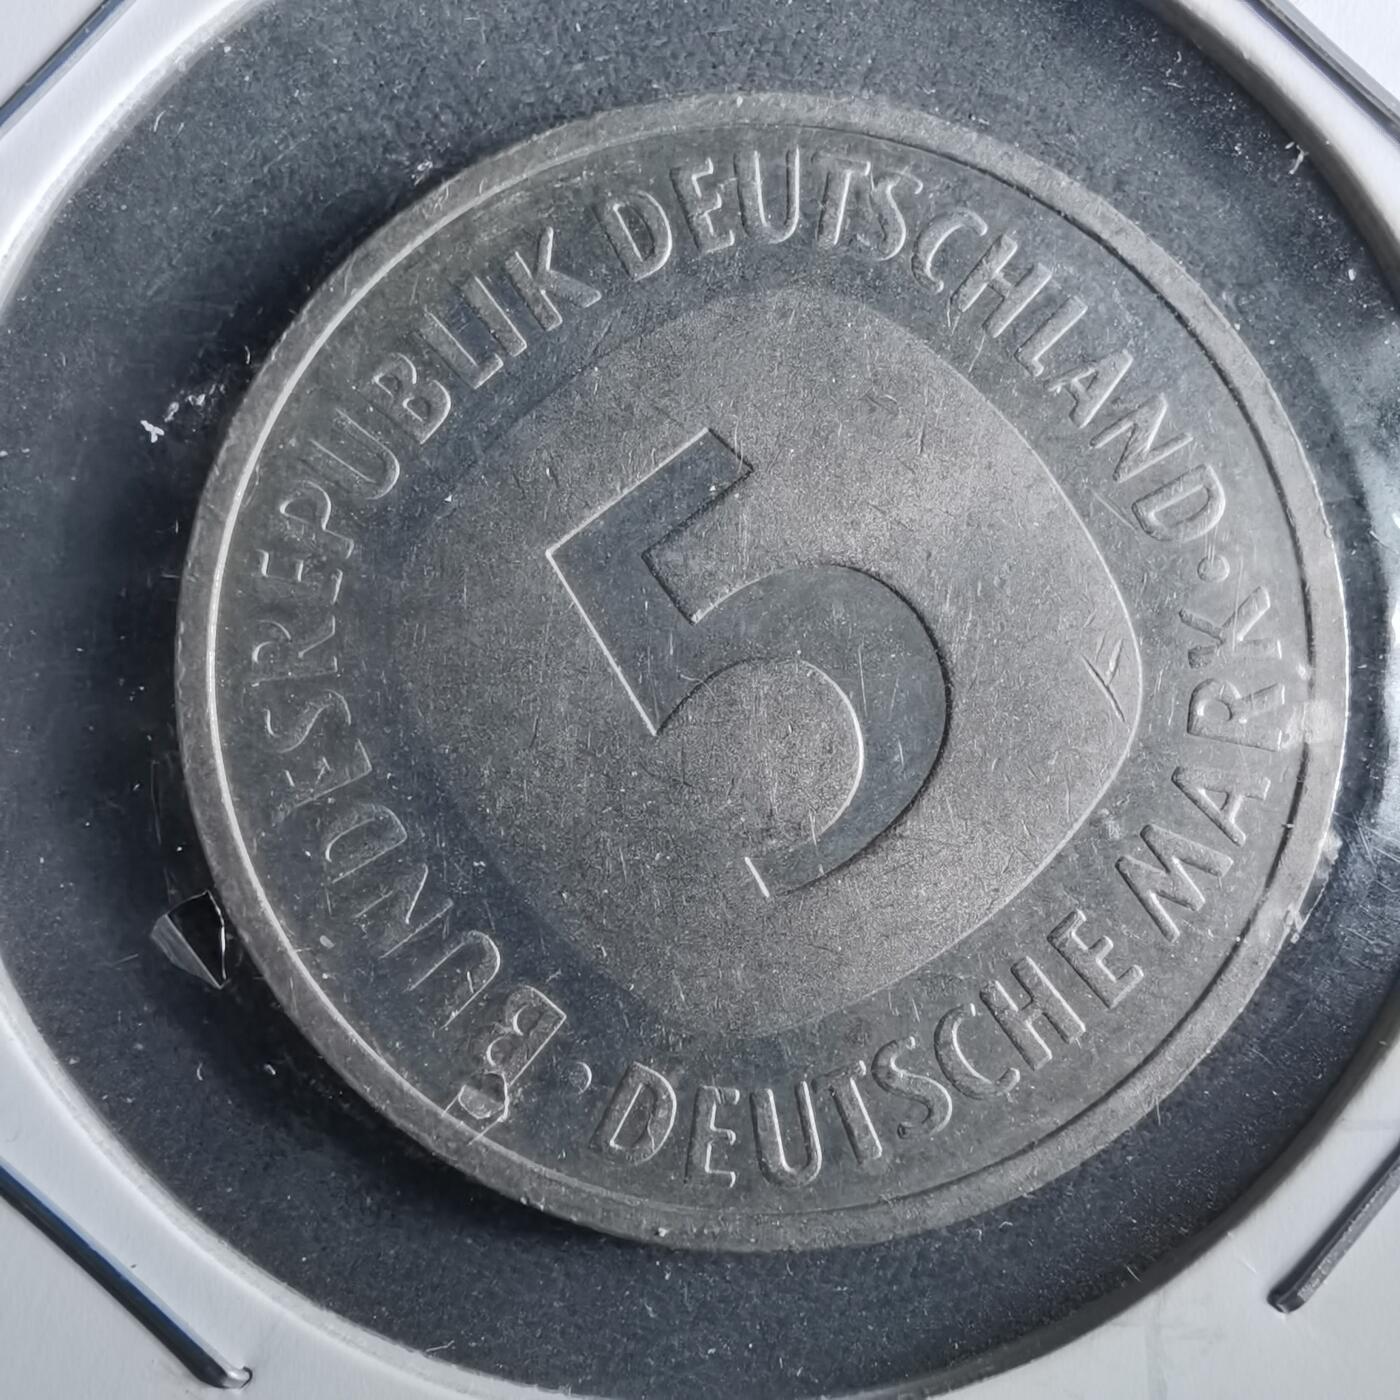 BUNDESREPUBLIK DEUTSCHLAND
5
DEUTSCHE MARK